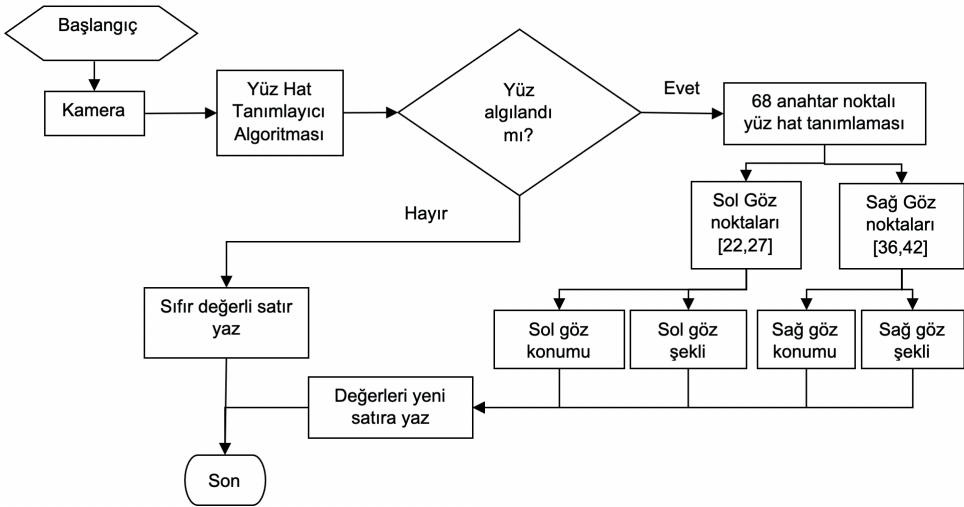 Başlangıç
Kamera
Yüz Hat
Tanımlayıcı
Algoritması
Yüz
algılandı
mı?
Evet
68 anahtar noktalı
yüz hat tanımlaması
Hayır
Sol Göz
noktaları
[22,27]
Sağ Göz
noktaları
[36,42]
Sıfır değerli satır
yaz
Sol göz
konumu
Sol göz
şekli
Sağ göz
konumu
Sağ göz
şekli
Değerleri yeni
satıra yaz
Son